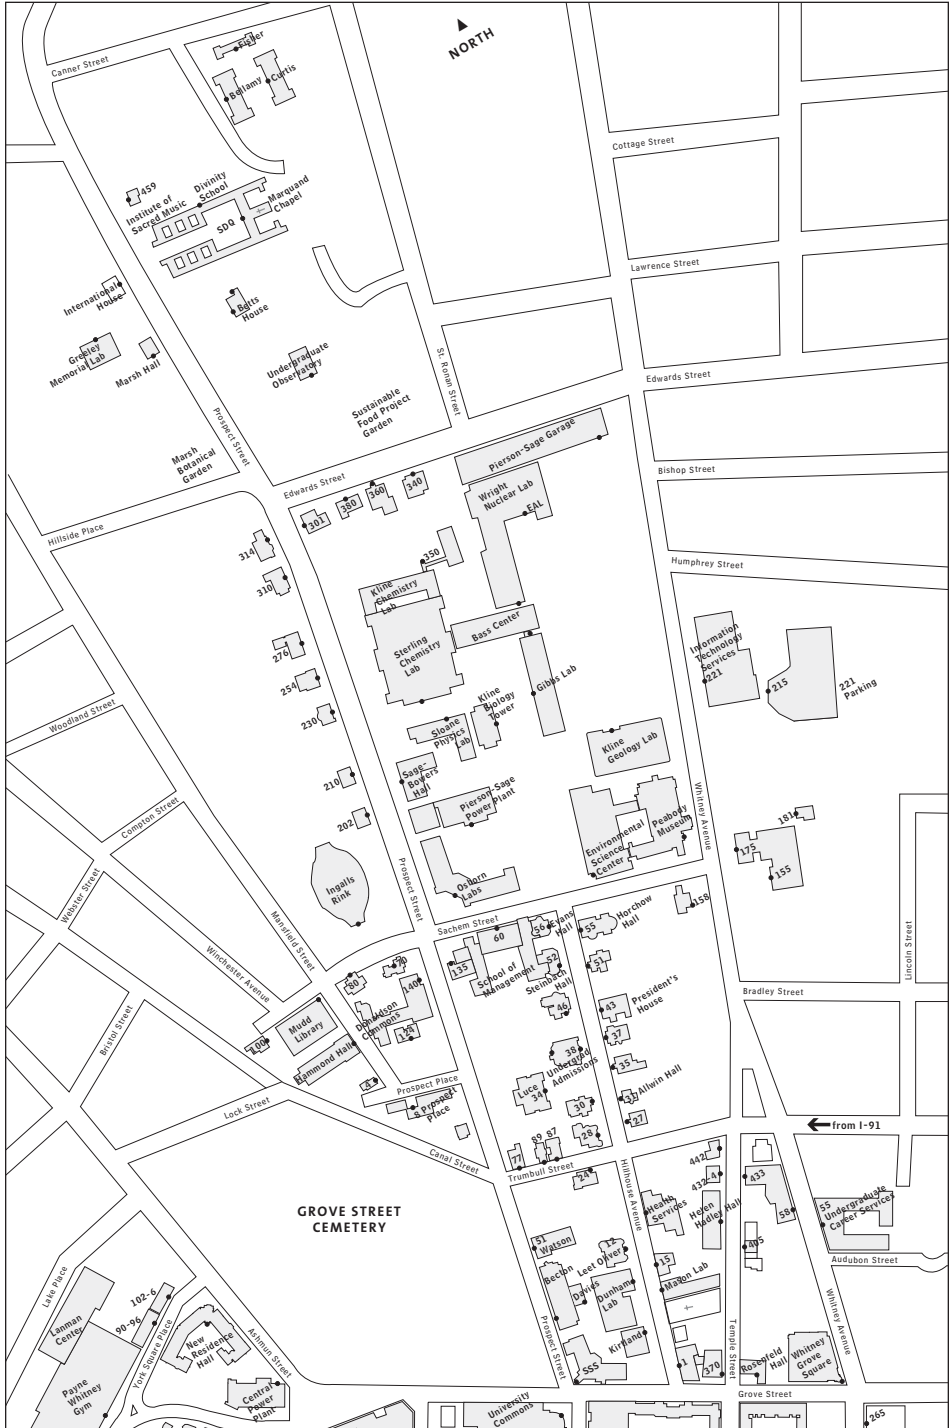 NORTH
Canner Street
Fisher
Bellamy
Curtis
Cottage Street
459
Institute of
Sacred Music
Divinity
School
Marquand
Chapel
SDQ
Lawrence Street
International
House
Betts
House
Greeley
Memorial Lab
Marsh Hall
Undergraduate
Observatory
St. Ronan Street
Edwards Street
Sustainable
Food Project
Garden
Prospect Street
Marsh
Botanical
Garden
Pierson-Sage Garage
Bishop Street
Edwards Street
301
380
360
340
Wright
Nuclear Lab
EAL
Hillside Place
314
310
350
Humphrey Street
Kline
Chemistry
Lab
Sterling
Chemistry
Lab
Bass Center
Gibbs Lab
Information
Technology
Services
221
215
221
Parking
276
254
230
Woodland Street
Kline
Biology
Tower
Sloane
Physics
Lab
Kline
Geology Lab
210
202
Sage-
Bowers
Hall
Pierson-Sage
Power Plant
Whitney Avenue
Compton Street
Environmental
Science
Center
Peabody
Museum
181
175
155
Ingalls
Rink
Prospect Street
Osborn
Labs
Webster Street
Mansfield Street
Sachem Street
158
Lincoln Street
Winchester Avenue
60
135
School of
Management
56
Evans
Hall
52
Steinbach
Hall
46
55
Horchow
Hall
51
70
80
140
Donaldson
Commons
124
43
President's
House
37
Bradley Street
Bristol Street
Mudd
Library
100
Hammond Hall
4
38
Undergrad
Admissions
35
Luce
34
31
Allwin Hall
Prospect Place
8 Prospect
Place
30
27
28
Lock Street
from I-91
Canal Street
77
89
87
Trumbull Street
24
442
432-4
433
58
GROVE STREET
CEMETERY
Hillhouse Avenue
Health
Services
Helen
Hadley Hall
405
55
Undergraduate
Career Services
51
Watson
12
Leet Oliver
15
Mason Lab
Audubon Street
Lake Place
Becton
Davies
Dunham
Lab
102-6
90-96
Lanman
Center
York Square Place
New
Residence
Hall
Ashmun Street
Prospect Street
Kirtland
SSS
1
370
Temple Street
Rosenfeld
Hall
Whitney
Grove
Square
Whitney Avenue
Payne
Whitney
Gym
Central
Power
Plant
Grove Street
University
Commons
265